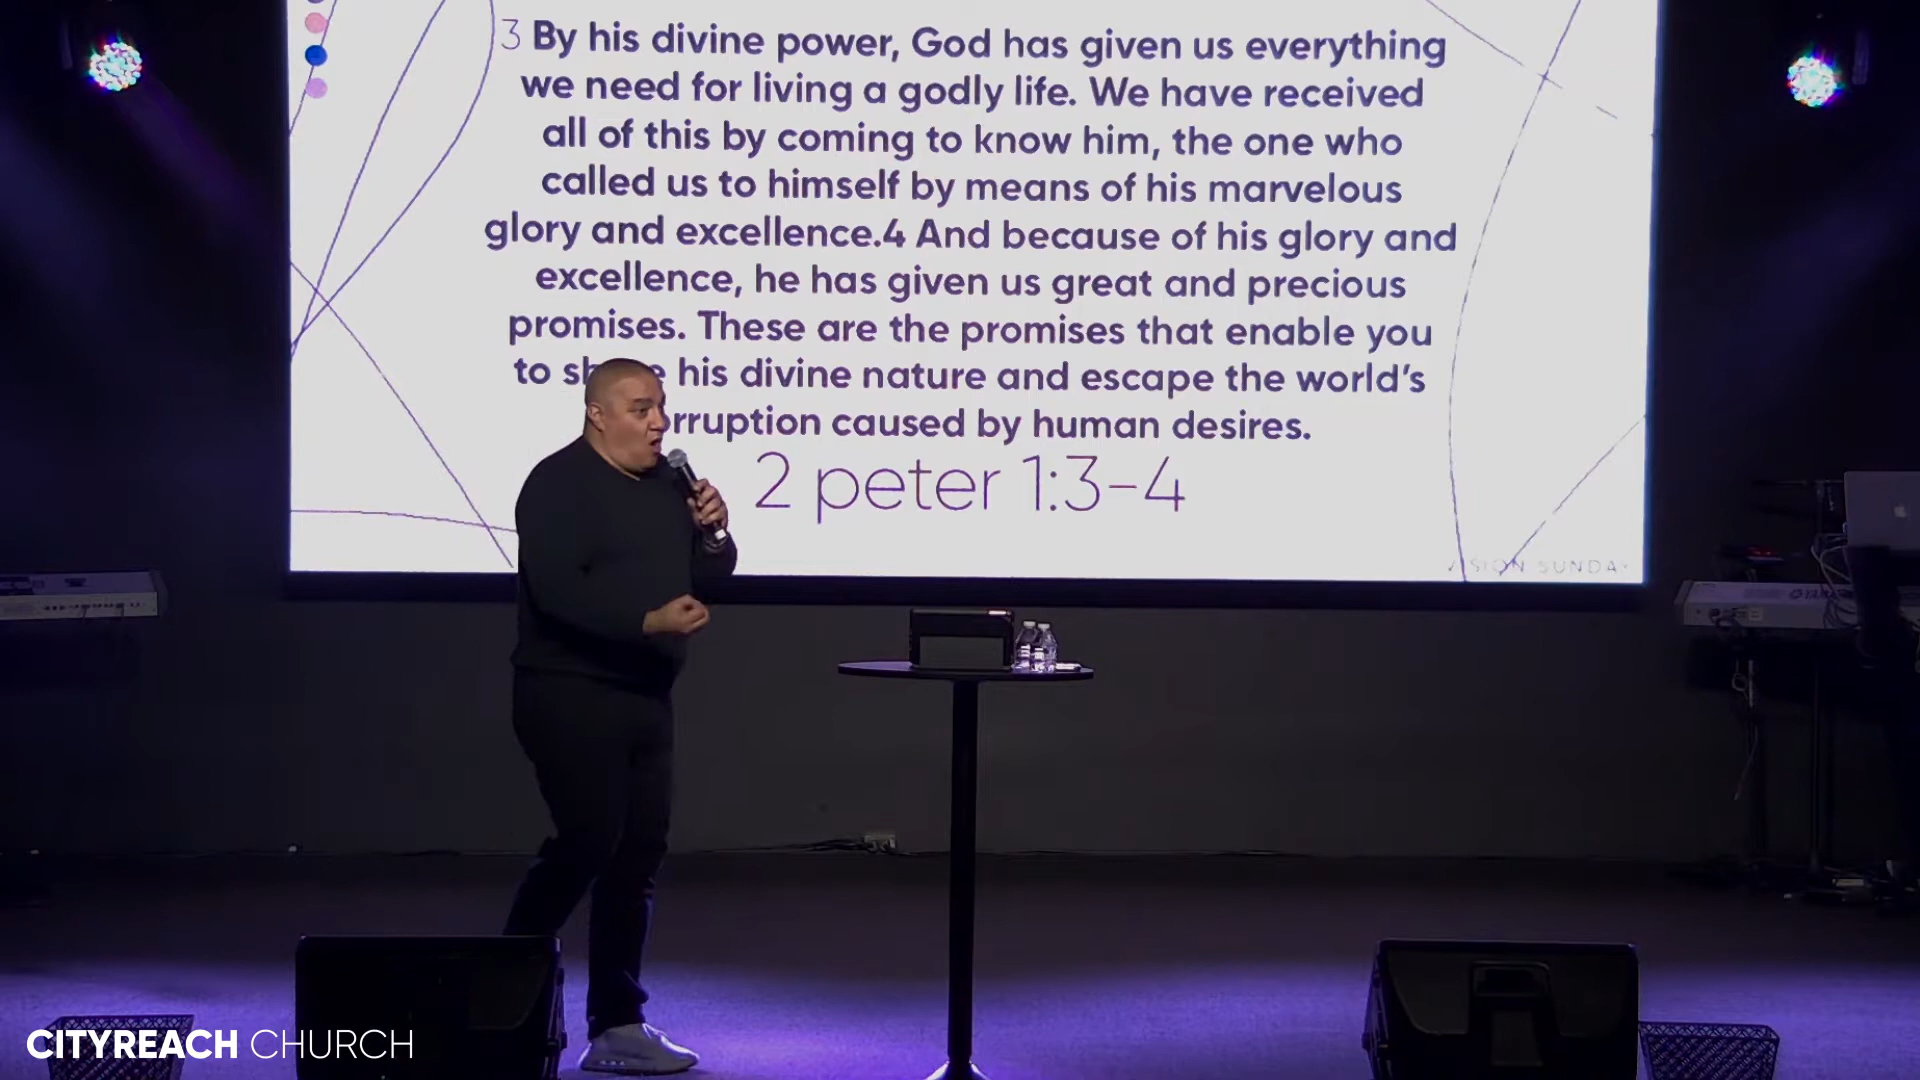 3 By his divine power, God has given us everything
we need for living a godly life. We have received
all of this by coming to know him, the one who
called us to himself by means of his marvelous
glory and excellence.4 And because of his glory and
excellence, he has given us great and precious
promises. These are the promises that enable you
to his divine nature and escape the world's
caused by human desires.
2 peter 1:3-4
VISION SUNDAY
CITYREACH CHURCH